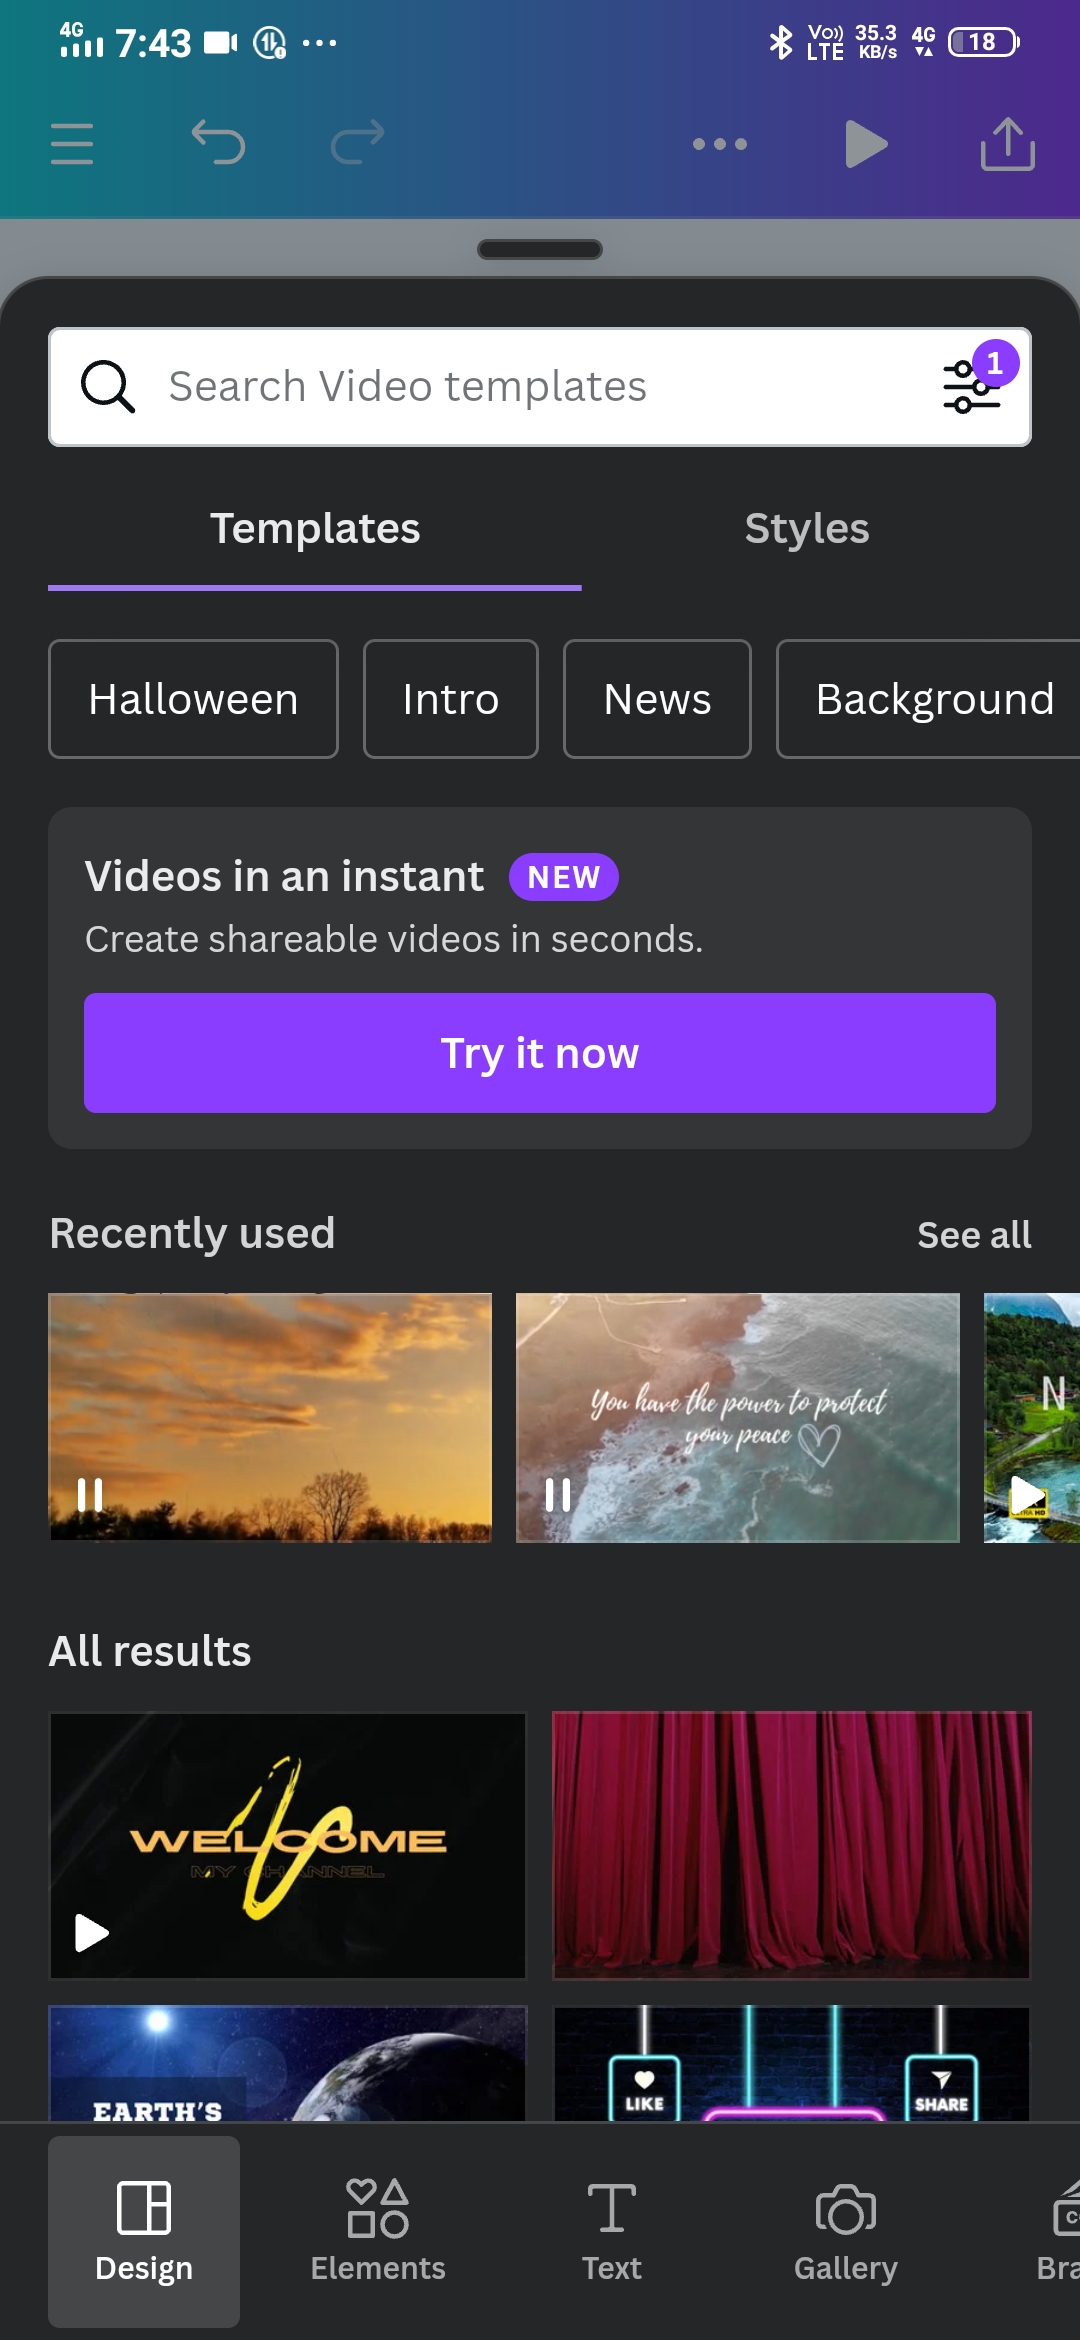 4G 7:43 Vo)) LTE 35.3 KB/s 4G 18
Search Video templates 1
Templates Styles
Halloween Intro News Background
Videos in an instant NEW
Create shareable videos in seconds.
Try it now
Recently used See all
You have the power to protect
your peace
N
ULTRA HD
All results
WELCOME
MY CHANNEL
EARTH'S
LIKE SHARE
Design Elements Text Gallery Bra